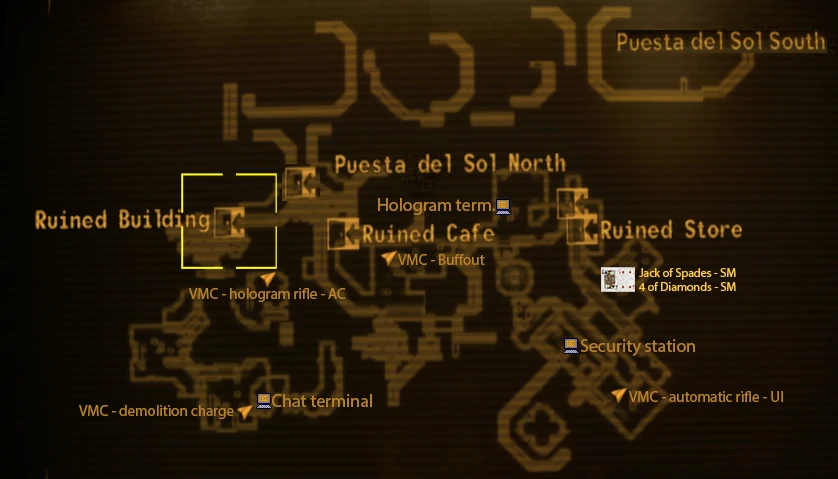 Puesta del Sol South
Puesta del Sol North
Hologram term.
Ruined Building
Ruined Cafe
Ruined Store
VMC - Buffout
Jack of Spades - SM
4 of Diamonds - SM
VMC - hologram rifle - AC
Security station
VMC - automatic rifle - UI
Chat terminal
VMC - demolition charge